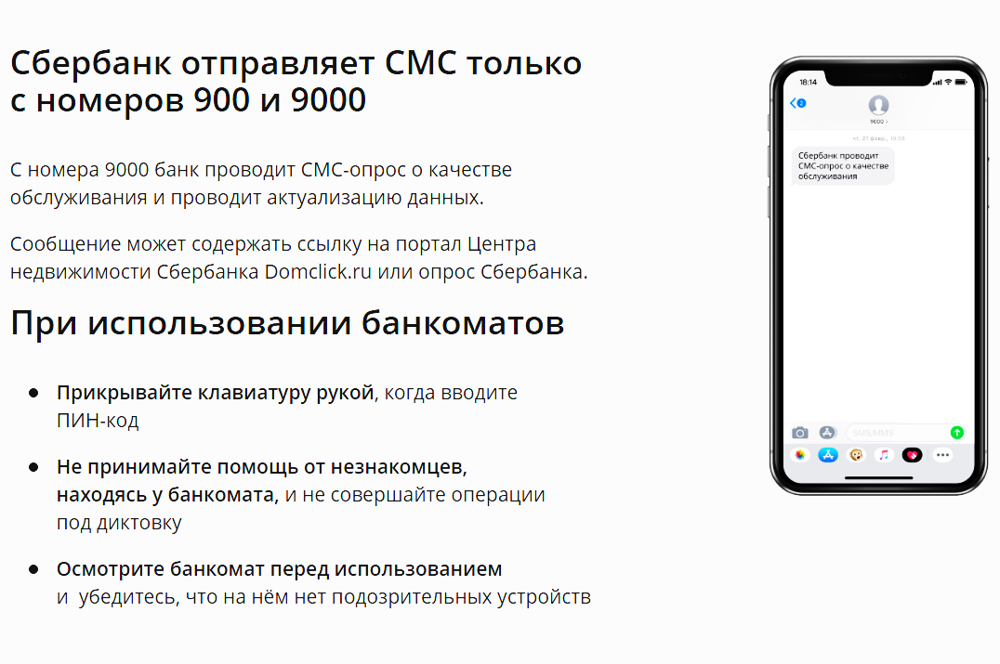 Сбербанк отправляет СМС только
с номеров 900 и 9000
С номера 9000 банк проводит СМС-опрос о качестве
обслуживания и проводит актуализацию данных.
Сообщение может содержать ссылку на портал Центра
недвижимости Сбербанка Domclick.ru или опрос Сбербанка.
При использовании банкоматов
Прикрывайте клавиатуру рукой, когда вводите
ПИН-код
Не принимайте помощь от незнакомцев,
находясь у банкомата, и не совершайте операции
под диктовку
Осмотрите банкомат перед использованием
и убедитесь, что на нём нет подозрительных устройств
18:14
2
9000
чт, 21 февр.,
Сбербанк проводит
СМС-опрос о качестве
обслуживания
SMS/MMS